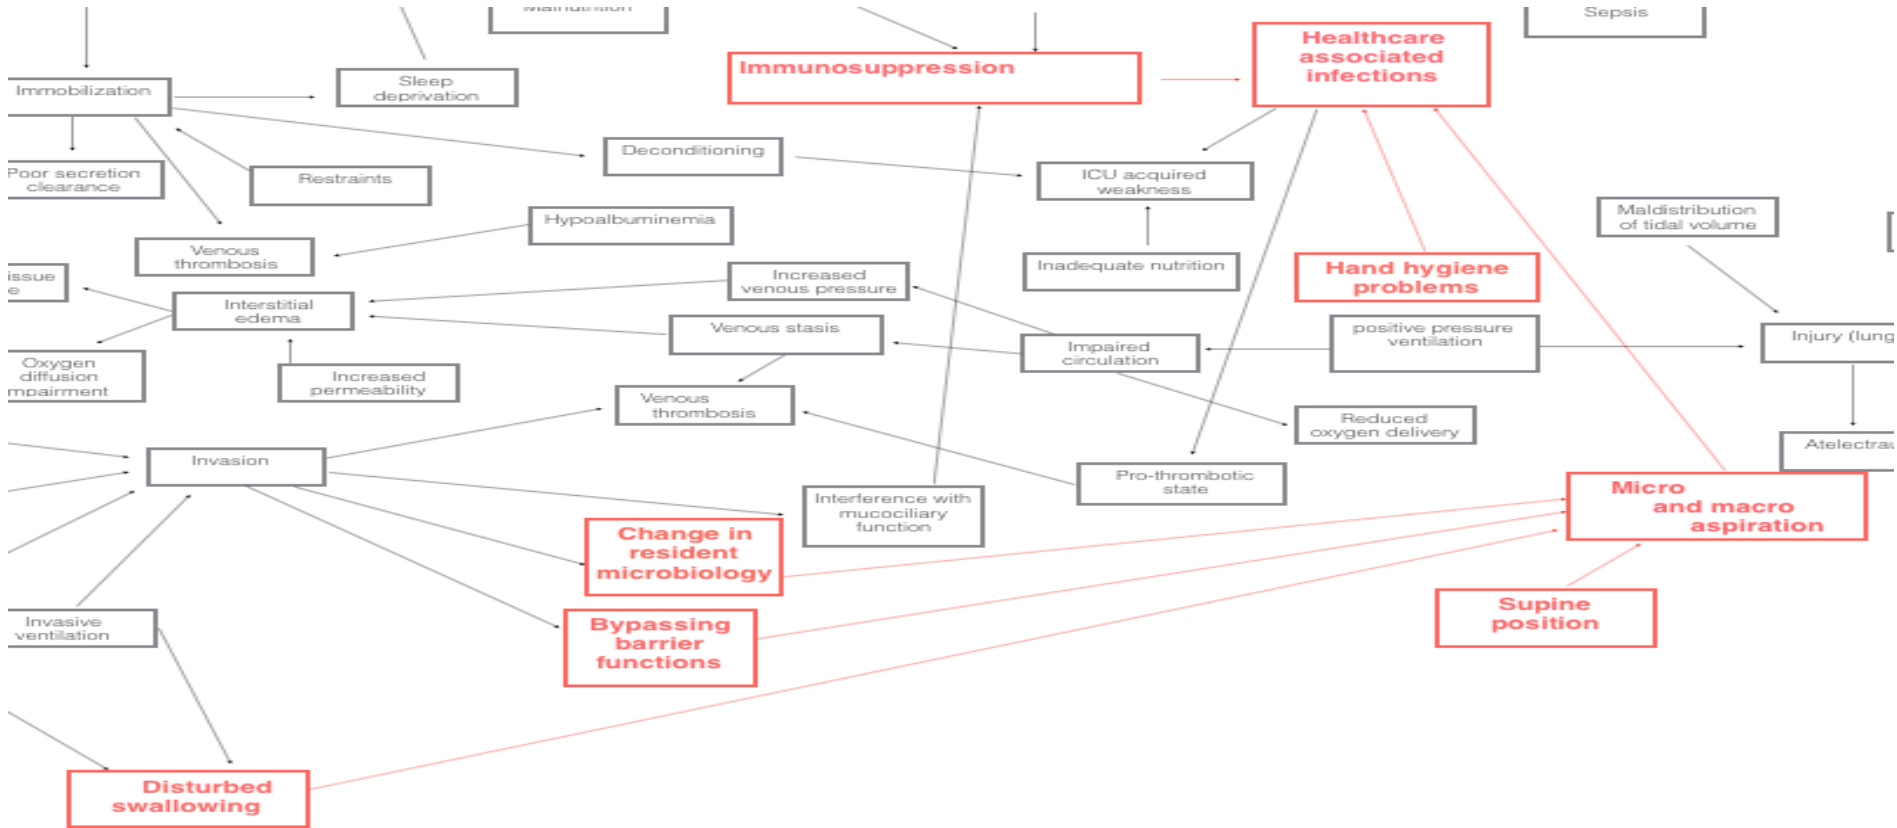 Malnutrition
Sepsis
Healthcare
associated
infections
Immunosuppression
Immobilization
Sleep
deprivation
Deconditioning
Poor secretion
clearance
Restraints
ICU acquired
weakness
Hypoalbuminemia
Maldistribution
of tidal volume
Venous
thrombosis
Inadequate nutrition
Hand hygiene
problems
issue
e
Increased
venous pressure
Interstitial
edema
Venous stasis
Impaired
circulation
positive pressure
ventilation
Injury (lung
Oxygen
diffusion
mpairment
Increased
permeability
Venous
thrombosis
Reduced
oxygen delivery
Atelectrau
Invasion
Pro-thrombotic
state
Interference with
mucociliary
function
Micro
and macro
aspiration
Change in
resident
microbiology
Bypassing
barrier
functions
Supine
position
Invasive
ventilation
Disturbed
swallowing